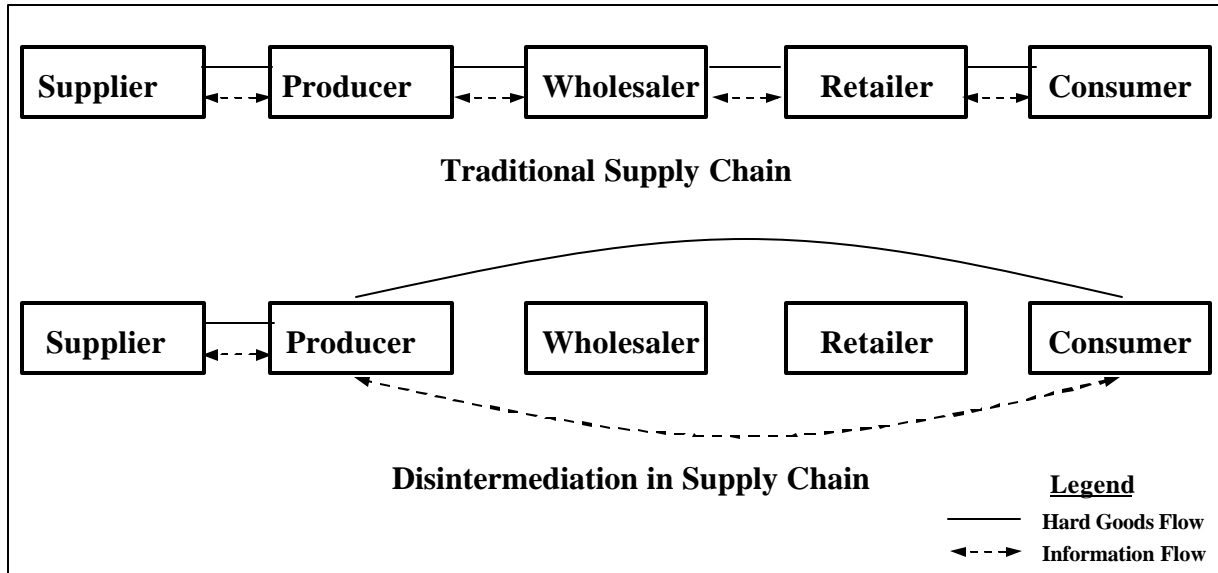 Supplier Producer Wholesaler Retailer Consumer
Traditional Supply Chain
Supplier Producer Wholesaler Retailer Consumer
Disintermediation in Supply Chain
Legend
Hard Goods Flow
Information Flow